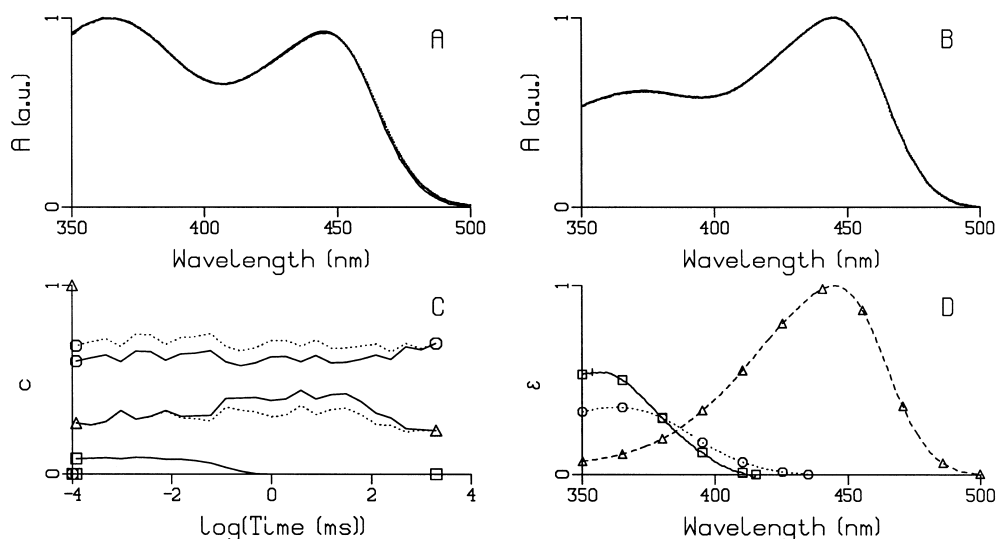 1 A 1 B
A (a.u.) A (a.u.)
0 0
350 400 450 500 350 400 450 500
Wavelength (nm) Wavelength (nm)
1 C 1 D
c ε
0 0
-4 -2 0 2 4 350 400 450 500
log(Time (ms)) Wavelength (nm)